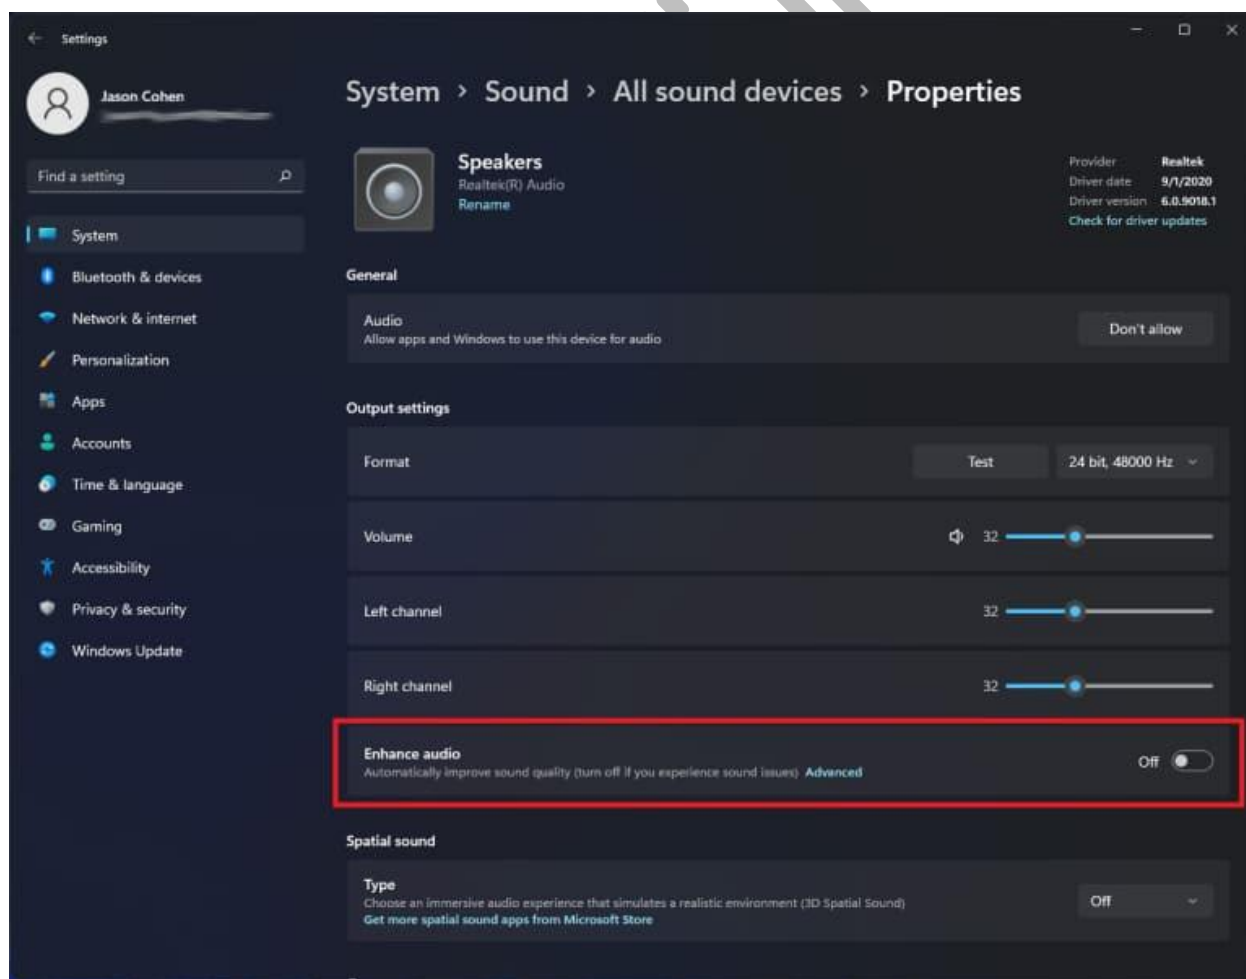 Settings
Jason Cohen
Find a setting
System
Bluetooth & devices
Network & internet
Personalization
Apps
Accounts
Time & language
Gaming
Accessibility
Privacy & security
Windows Update
System > Sound > All sound devices > Properties
Speakers
Realtek(R) Audio
Rename
Provider Realtek
Driver date 9/1/2020
Driver version 6.0.9018.1
Check for driver updates
General
Audio
Allow apps and Windows to use this device for audio
Don't allow
Output settings
Format
Test
24 bit, 48000 Hz
Volume
32
Left channel
32
Right channel
32
Enhance audio
Automatically improve sound quality (turn off if you experience sound issues) Advanced
Off
Spatial sound
Type
Choose an immersive audio experience that simulates a realistic environment (3D Spatial Sound)
Get more spatial sound apps from Microsoft Store
Off